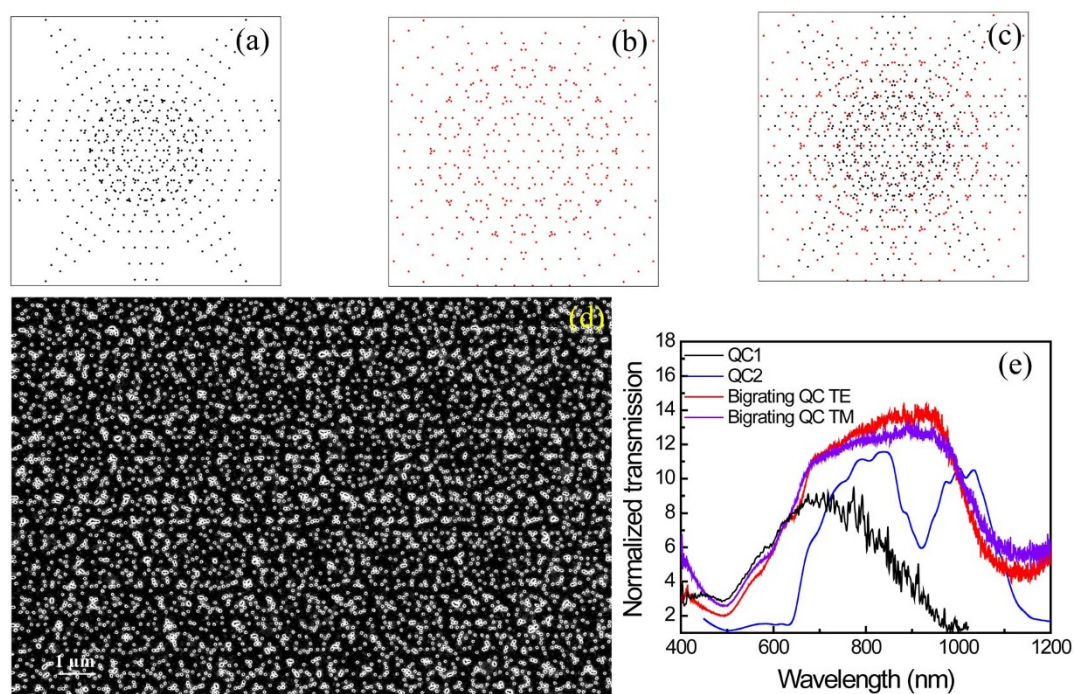 (a)
(b)
(c)
(d)
1 μm
(e)
18
16
14
12
10
8
6
4
2
QC1
QC2
Bigrating QC TE
Bigrating QC TM
Normalized transmission
400 600 800 1000 1200
Wavelength (nm)